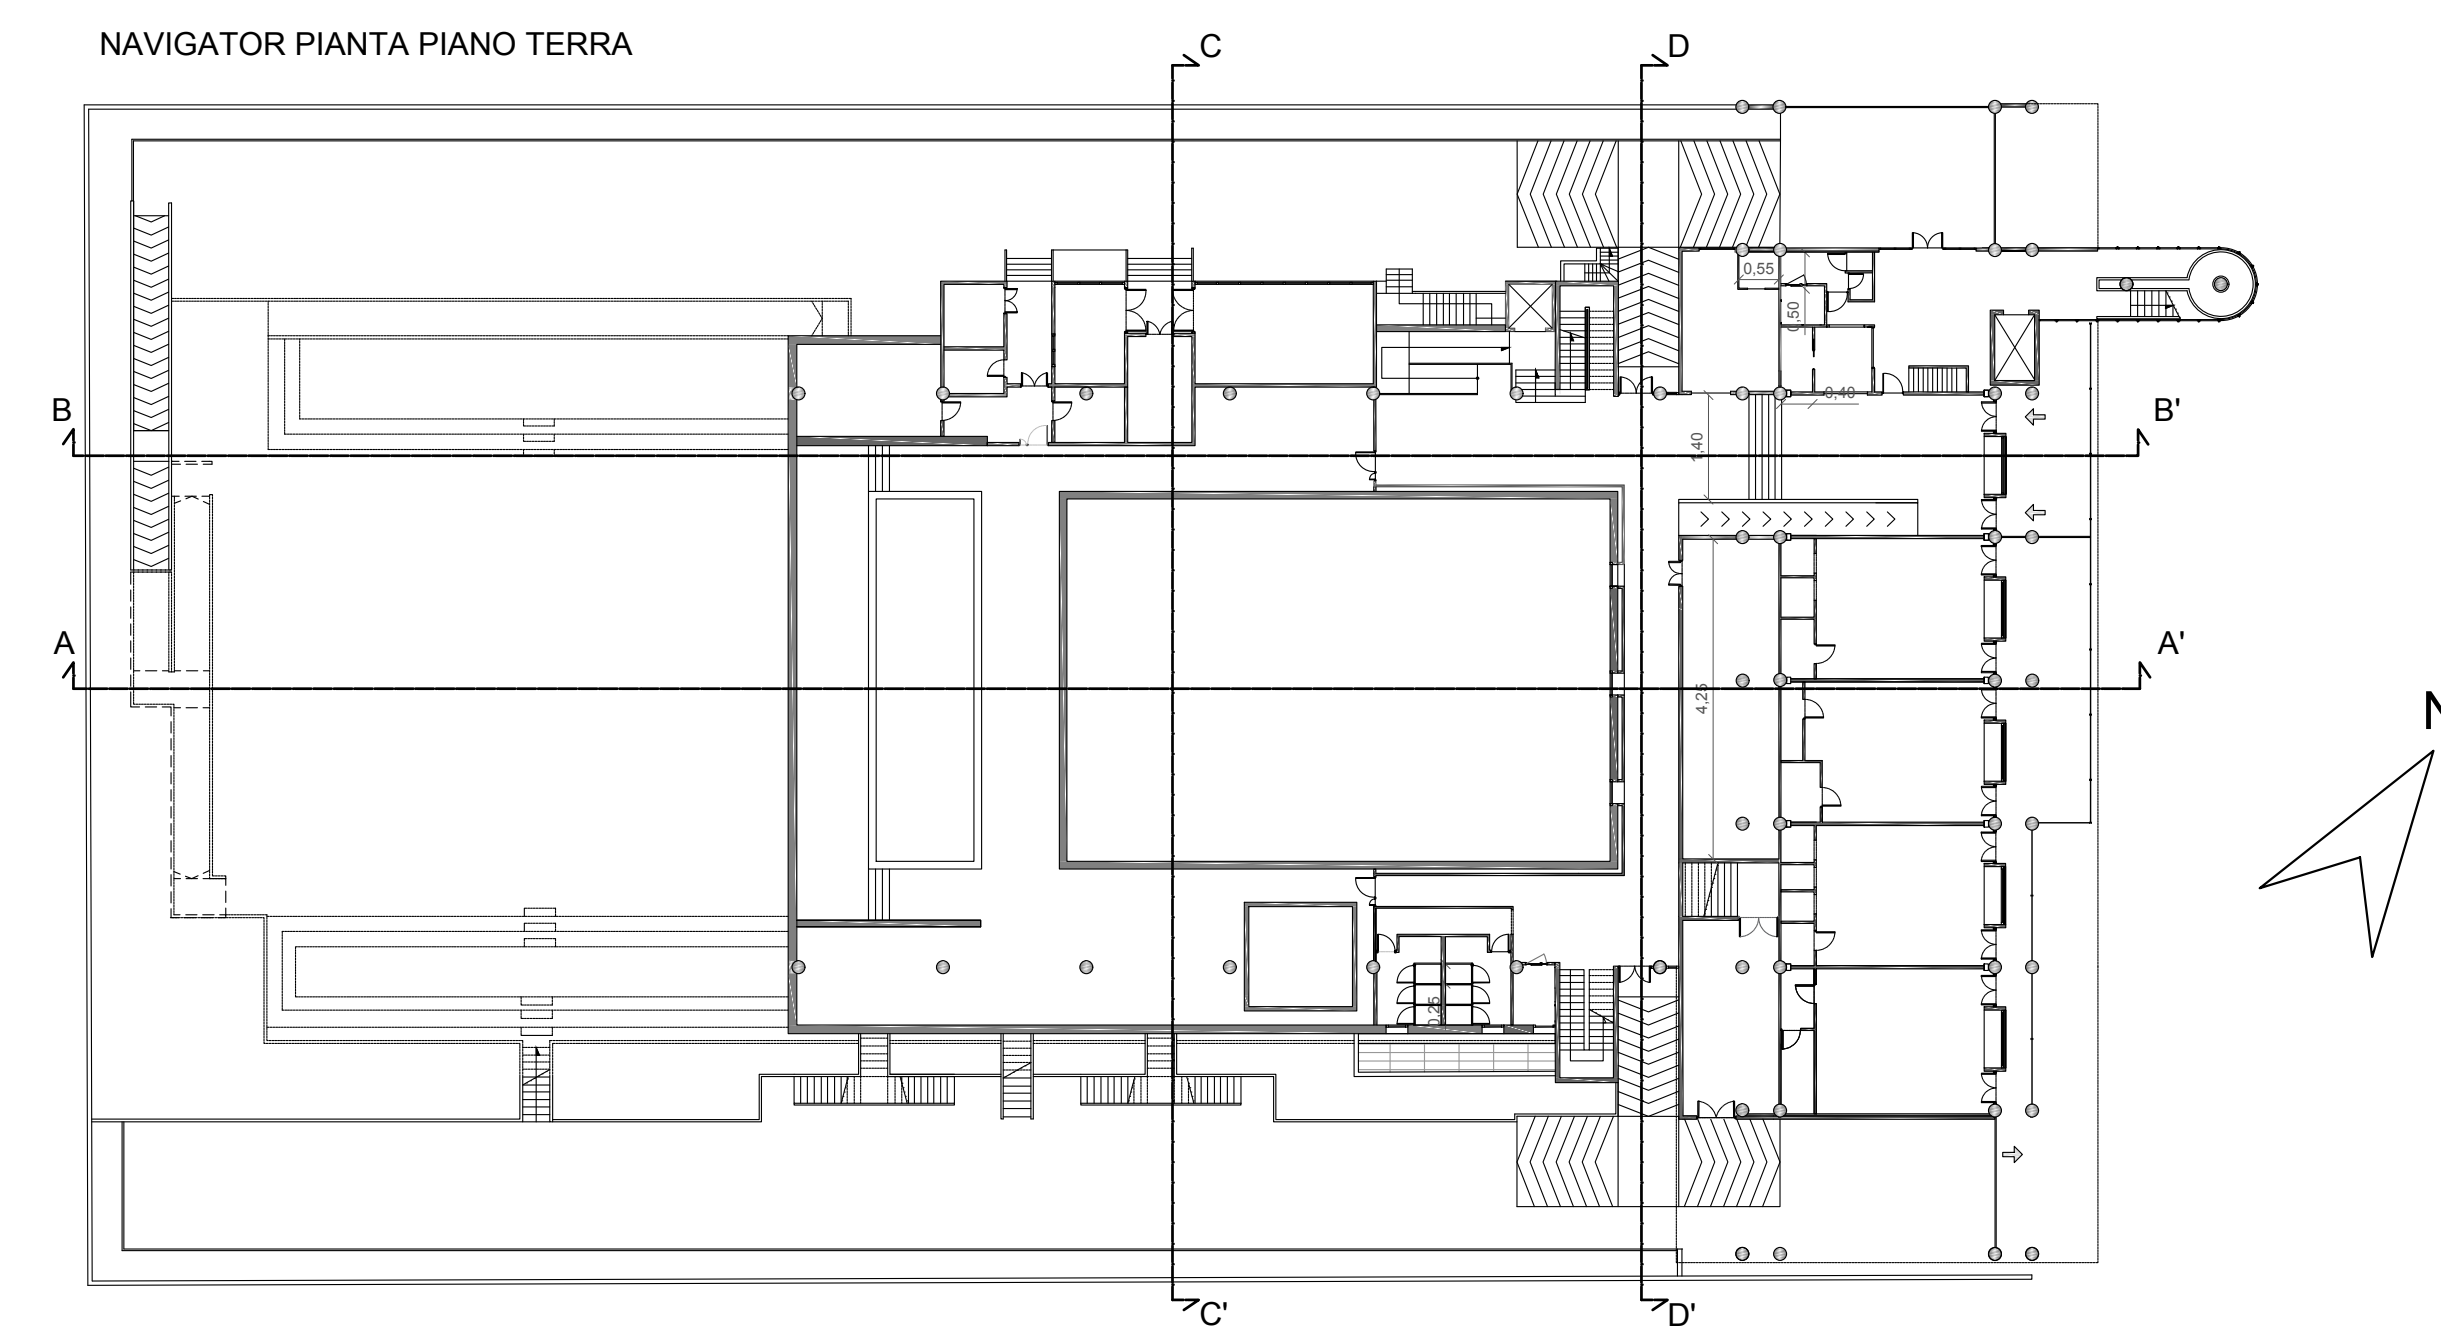 NAVIGATOR PIANTA PIANO TERRA
C
D
0,55
0,50
0,40
B
B'
1,40
A
A'
4,25
N
0,25
C'
D'